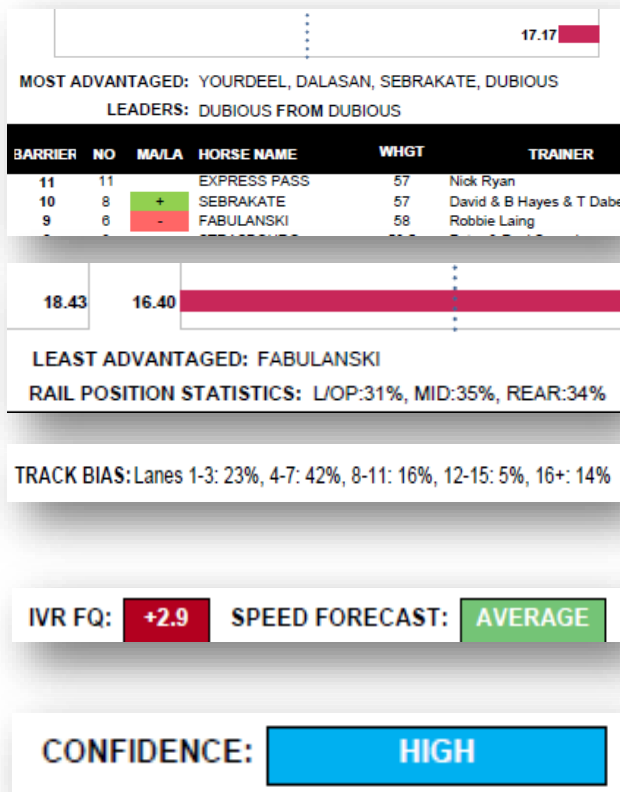 17.17
MOST ADVANTAGED: YOURDEEL, DALASAN, SEBRAKATE, DUBIOUS
LEADERS: DUBIOUS FROM DUBIOUS
BARRIER NO MA/LA HORSE NAME WHGT TRAINER
11 11 EXPRESS PASS 57 Nick Ryan
10 8 + SEBRAKATE 57 David & B Hayes & T Dabe
9 6 - FABULANSKI 58 Robbie Laing
18.43 16.40
LEAST ADVANTAGED: FABULANSKI
RAIL POSITION STATISTICS: L/OP:31%, MID:35%, REAR:34%
TRACK BIAS: Lanes 1-3: 23%, 4-7: 42%, 8-11: 16%, 12-15: 5%, 16+: 14%
IVR FQ: +2.9 SPEED FORECAST: AVERAGE
CONFIDENCE: HIGH